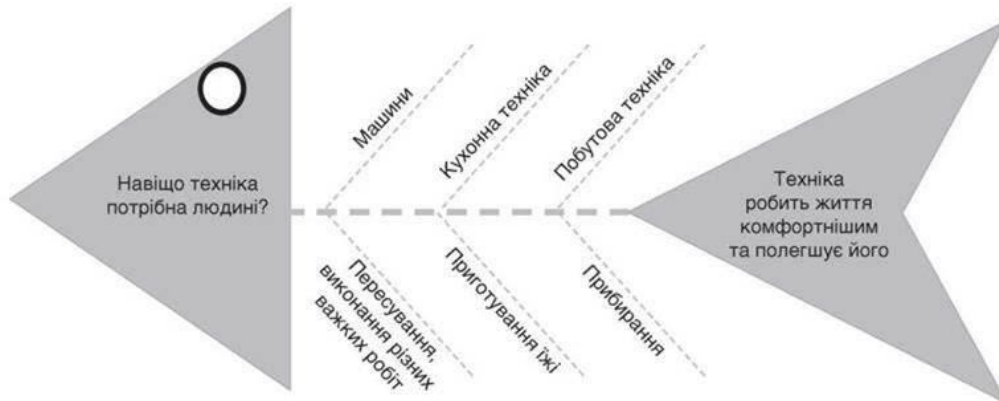 Навіщо техніка
потрібна людині?
Машини
Кухонна техніка
Побутова техніка
Пересування,
виконання різних
важких робіт
Приготування їжі
Прибирання
Техніка
робить життя
комфортнішим
та полегшує його